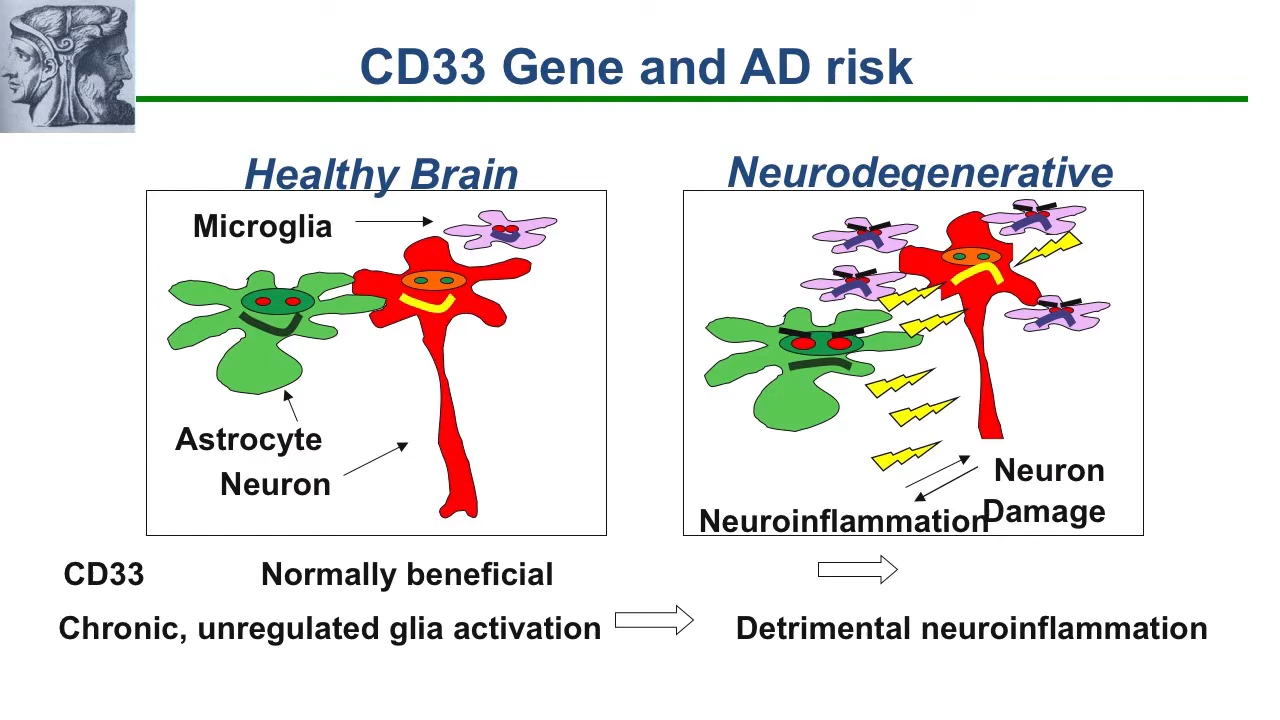 CD33 Gene and AD risk
Healthy Brain
Neurodegenerative
Microglia
Astrocyte
Neuron
Neuron
Damage
Neuroinflammation
CD33 Normally beneficial
Chronic, unregulated glia activation Detrimental neuroinflammation